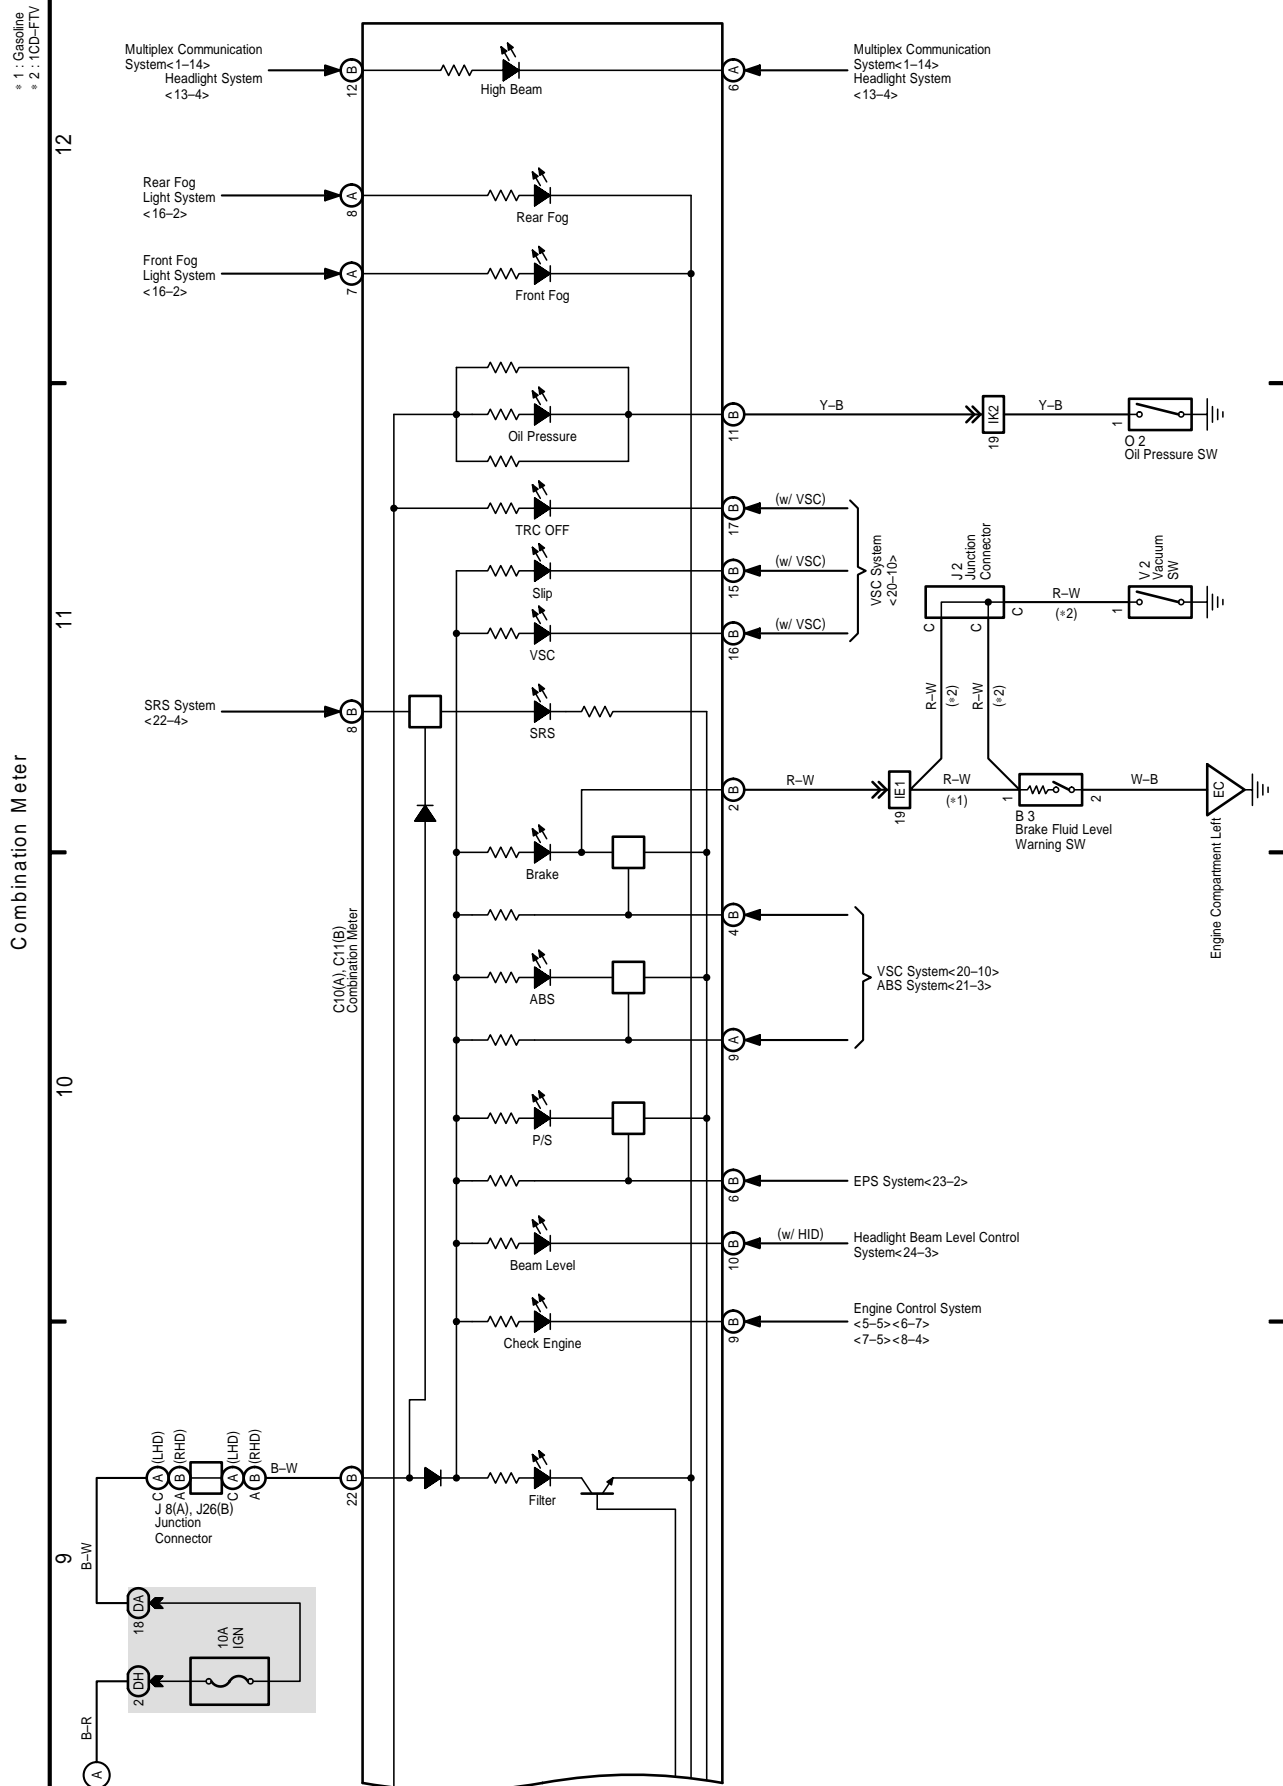 * 1 : Gasoline
* 2 : 1CD–FTV
Combination Meter
12
11
10
9
Multiplex Communication
System<1–14>
Headlight System
<13–4>
B
12
High Beam
A
6
Multiplex Communication
System<1–14>
Headlight System
<13–4>
Rear Fog
Light System
<16–2>
A
8
Rear Fog
Front Fog
Light System
<16–2>
A
7
Front Fog
Oil Pressure
B
11
Y–B
IK2
19
Y–B
1
O 2
Oil Pressure SW
TRC OFF
B
17
(w/ VSC)
Slip
B
15
(w/ VSC)
VSC
B
16
(w/ VSC)
VSC System
<20–10>
J 2
Junction
Connector
C
C
C
R–W
(*2)
1
V 2
Vacuum
SW
R–W
(*2)
R–W
(*2)
SRS System
<22–4>
B
8
SRS
B
2
R–W
IE1
19
R–W
(*1)
1
2
B 3
Brake Fluid Level
Warning SW
W–B
EC
Engine Compartment Left
Brake
B
4
C10(A), C11(B)
Combination Meter
ABS
A
9
VSC System<20–10>
ABS System<21–3>
P/S
B
6
EPS System<23–2>
Beam Level
B
10
(w/ HID)
Headlight Beam Level Control
System<24–3>
Check Engine
B
9
Engine Control System
<5–5><6–7>
<7–5><8–4>
(LHD)
(RHD)
(LHD)
(RHD)
A
B
A
B
C
A
C
A
B–W
J 8(A), J26(B)
Junction
Connector
B
22
Filter
B–W
DA
18
10A
IGN
DH
2
B–R
A